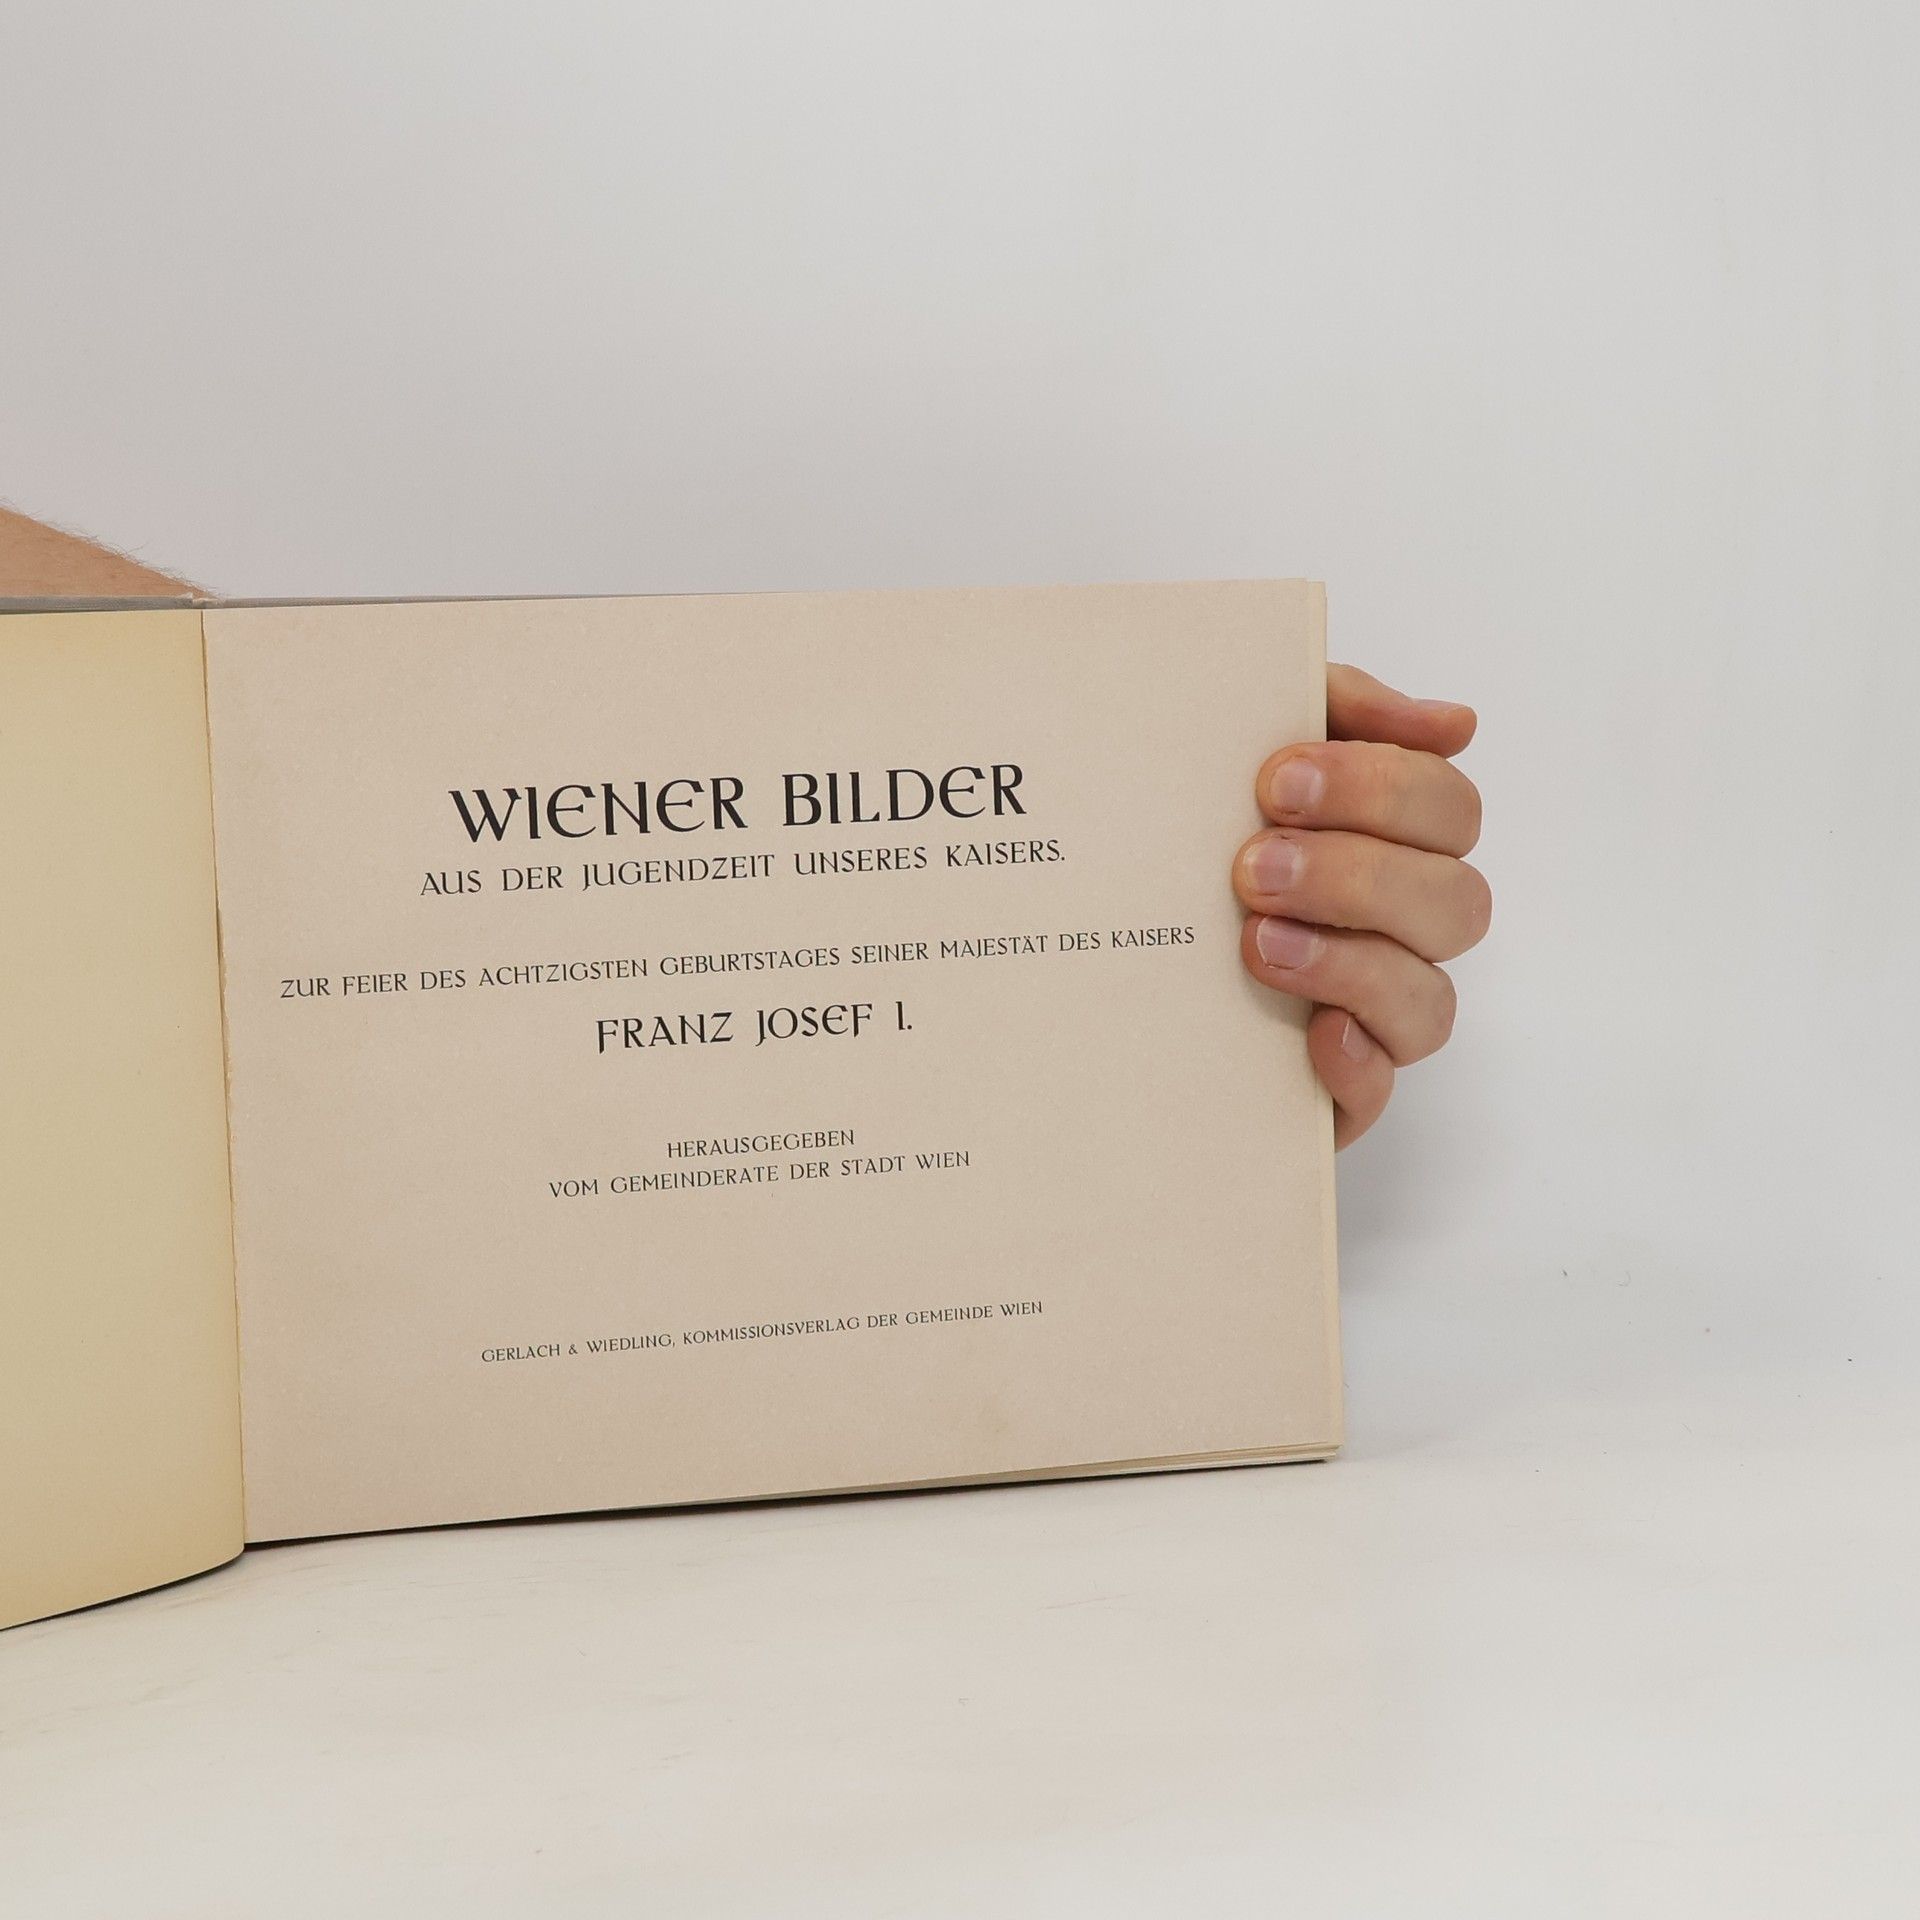 WIENER BILDER
AUS DER JUGENDZEIT UNSERES KAISERS.
ZUR FEIER DES ACHTZIGSTEN GEBURTSTAGES SEINER MAJESTÄT DES KAISERS
FRANZ JOSEF I.
HERAUSGEGEBEN
VOM GEMEINDERATE DER STADT WIEN
GERLACH & WIEDLING, KOMMISSIONSVERLAG DER GEMEINDE WIEN